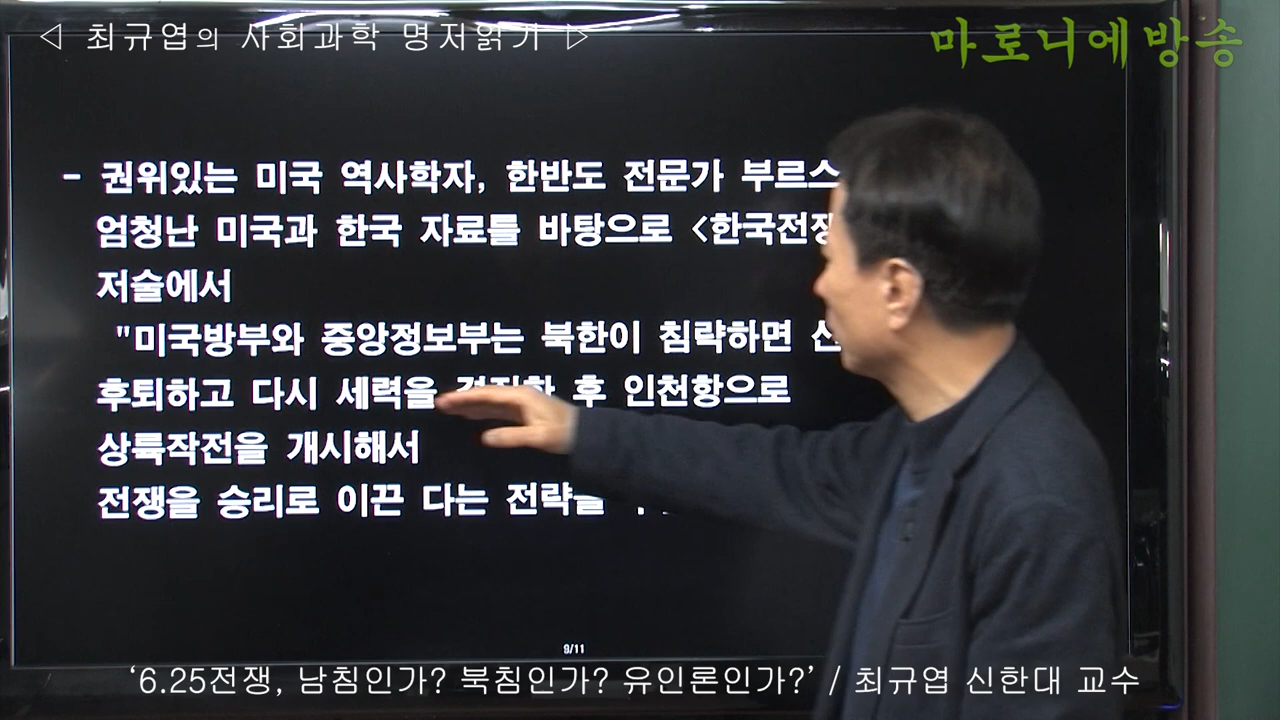 ◁ 최규엽의 사회과학 명저읽기 ▷
마로니에방송
- 권위있는 미국 역사학자, 한반도 전문가 부르스
엄청난 미국과 한국 자료를 바탕으로 <한국전쟁
저술에서
"미국방부와 중앙정보부는 북한이 침략하면
후퇴하고 다시 세력을 후 인천항으로
상륙작전을 개시해서
전쟁을 승리로 이끈 다는 전략을
9/11
‘6.25전쟁, 남침인가? 북침인가? 유인론인가?’ / 최규엽 신한대 교수